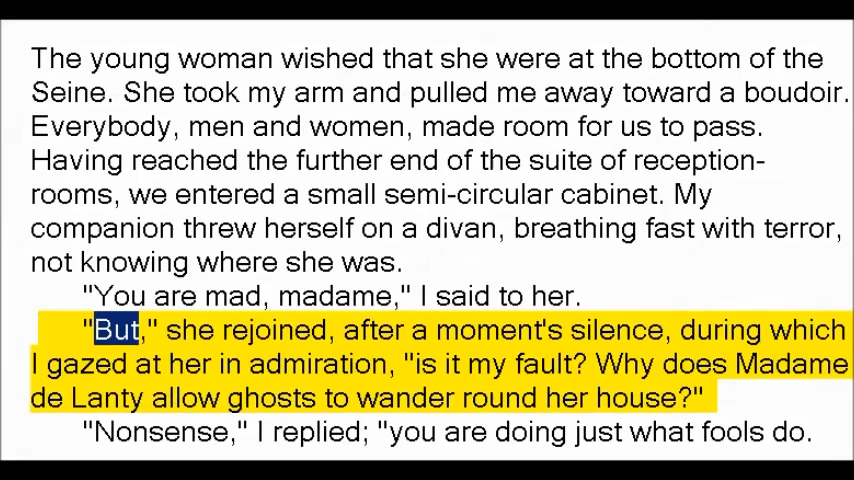 The young woman wished that she were at the bottom of the
Seine. She took my arm and pulled me away toward a boudoir.
Everybody, men and women, made room for us to pass.
Having reached the further end of the suite of reception-
rooms, we entered a small semi-circular cabinet. My
companion threw herself on a divan, breathing fast with terror,
not knowing where she was.
"You are mad, madame," I said to her.
"But," she rejoined, after a moment's silence, during which
I gazed at her in admiration, "is it my fault? Why does Madame
de Lanty allow ghosts to wander round her house?"
"Nonsense," I replied; "you are doing just what fools do.